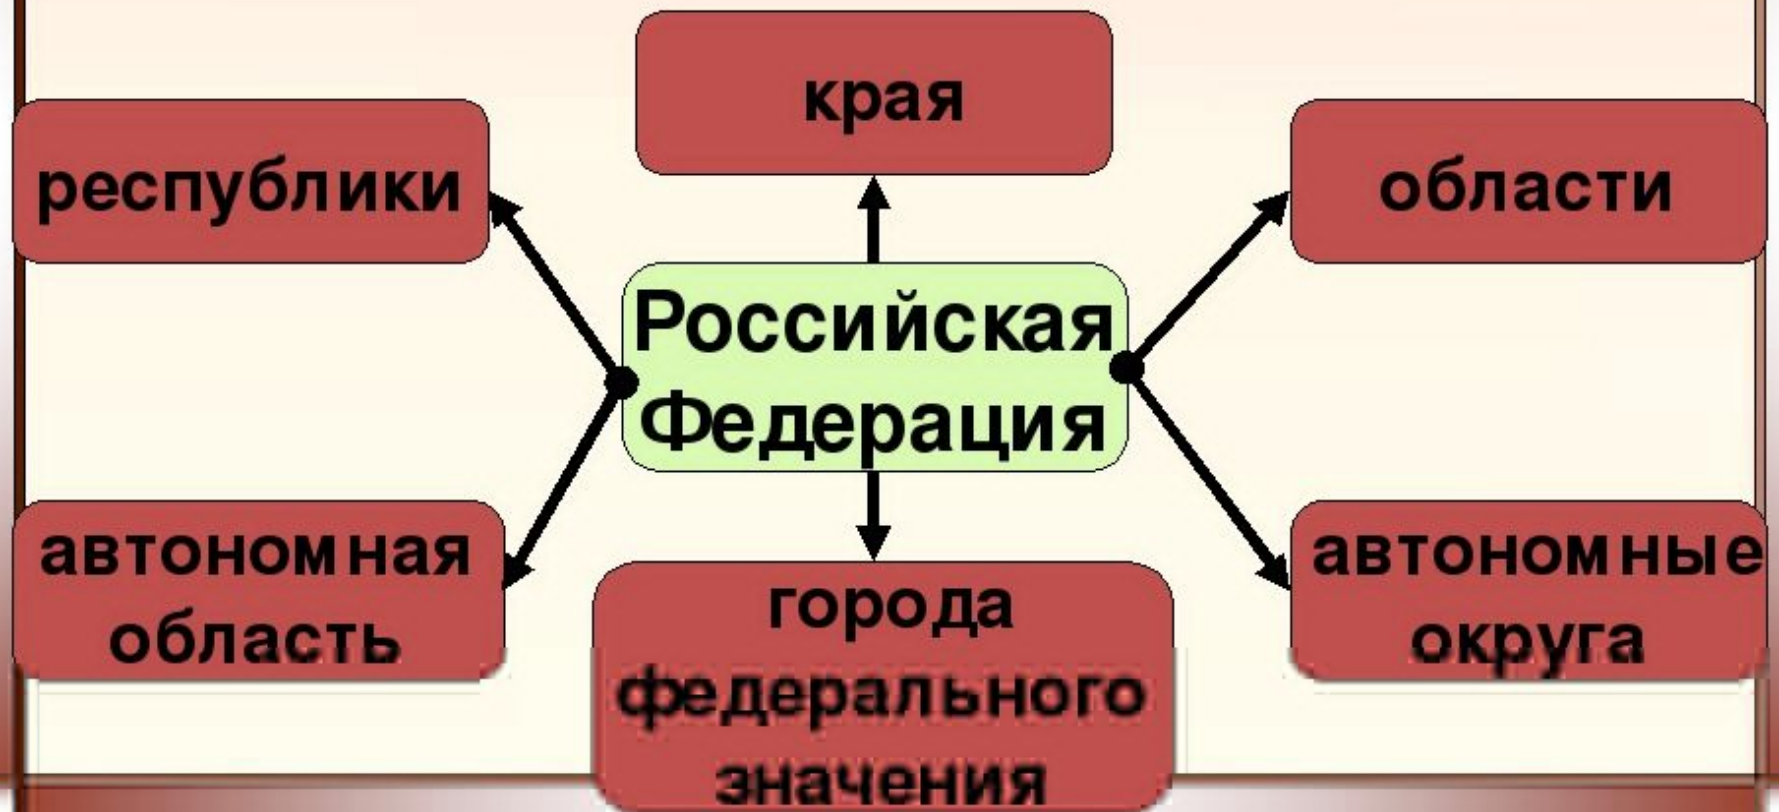 края
республики
области
Российская
Федерация
автономная
область
автономные
округа
города
федерального
значения